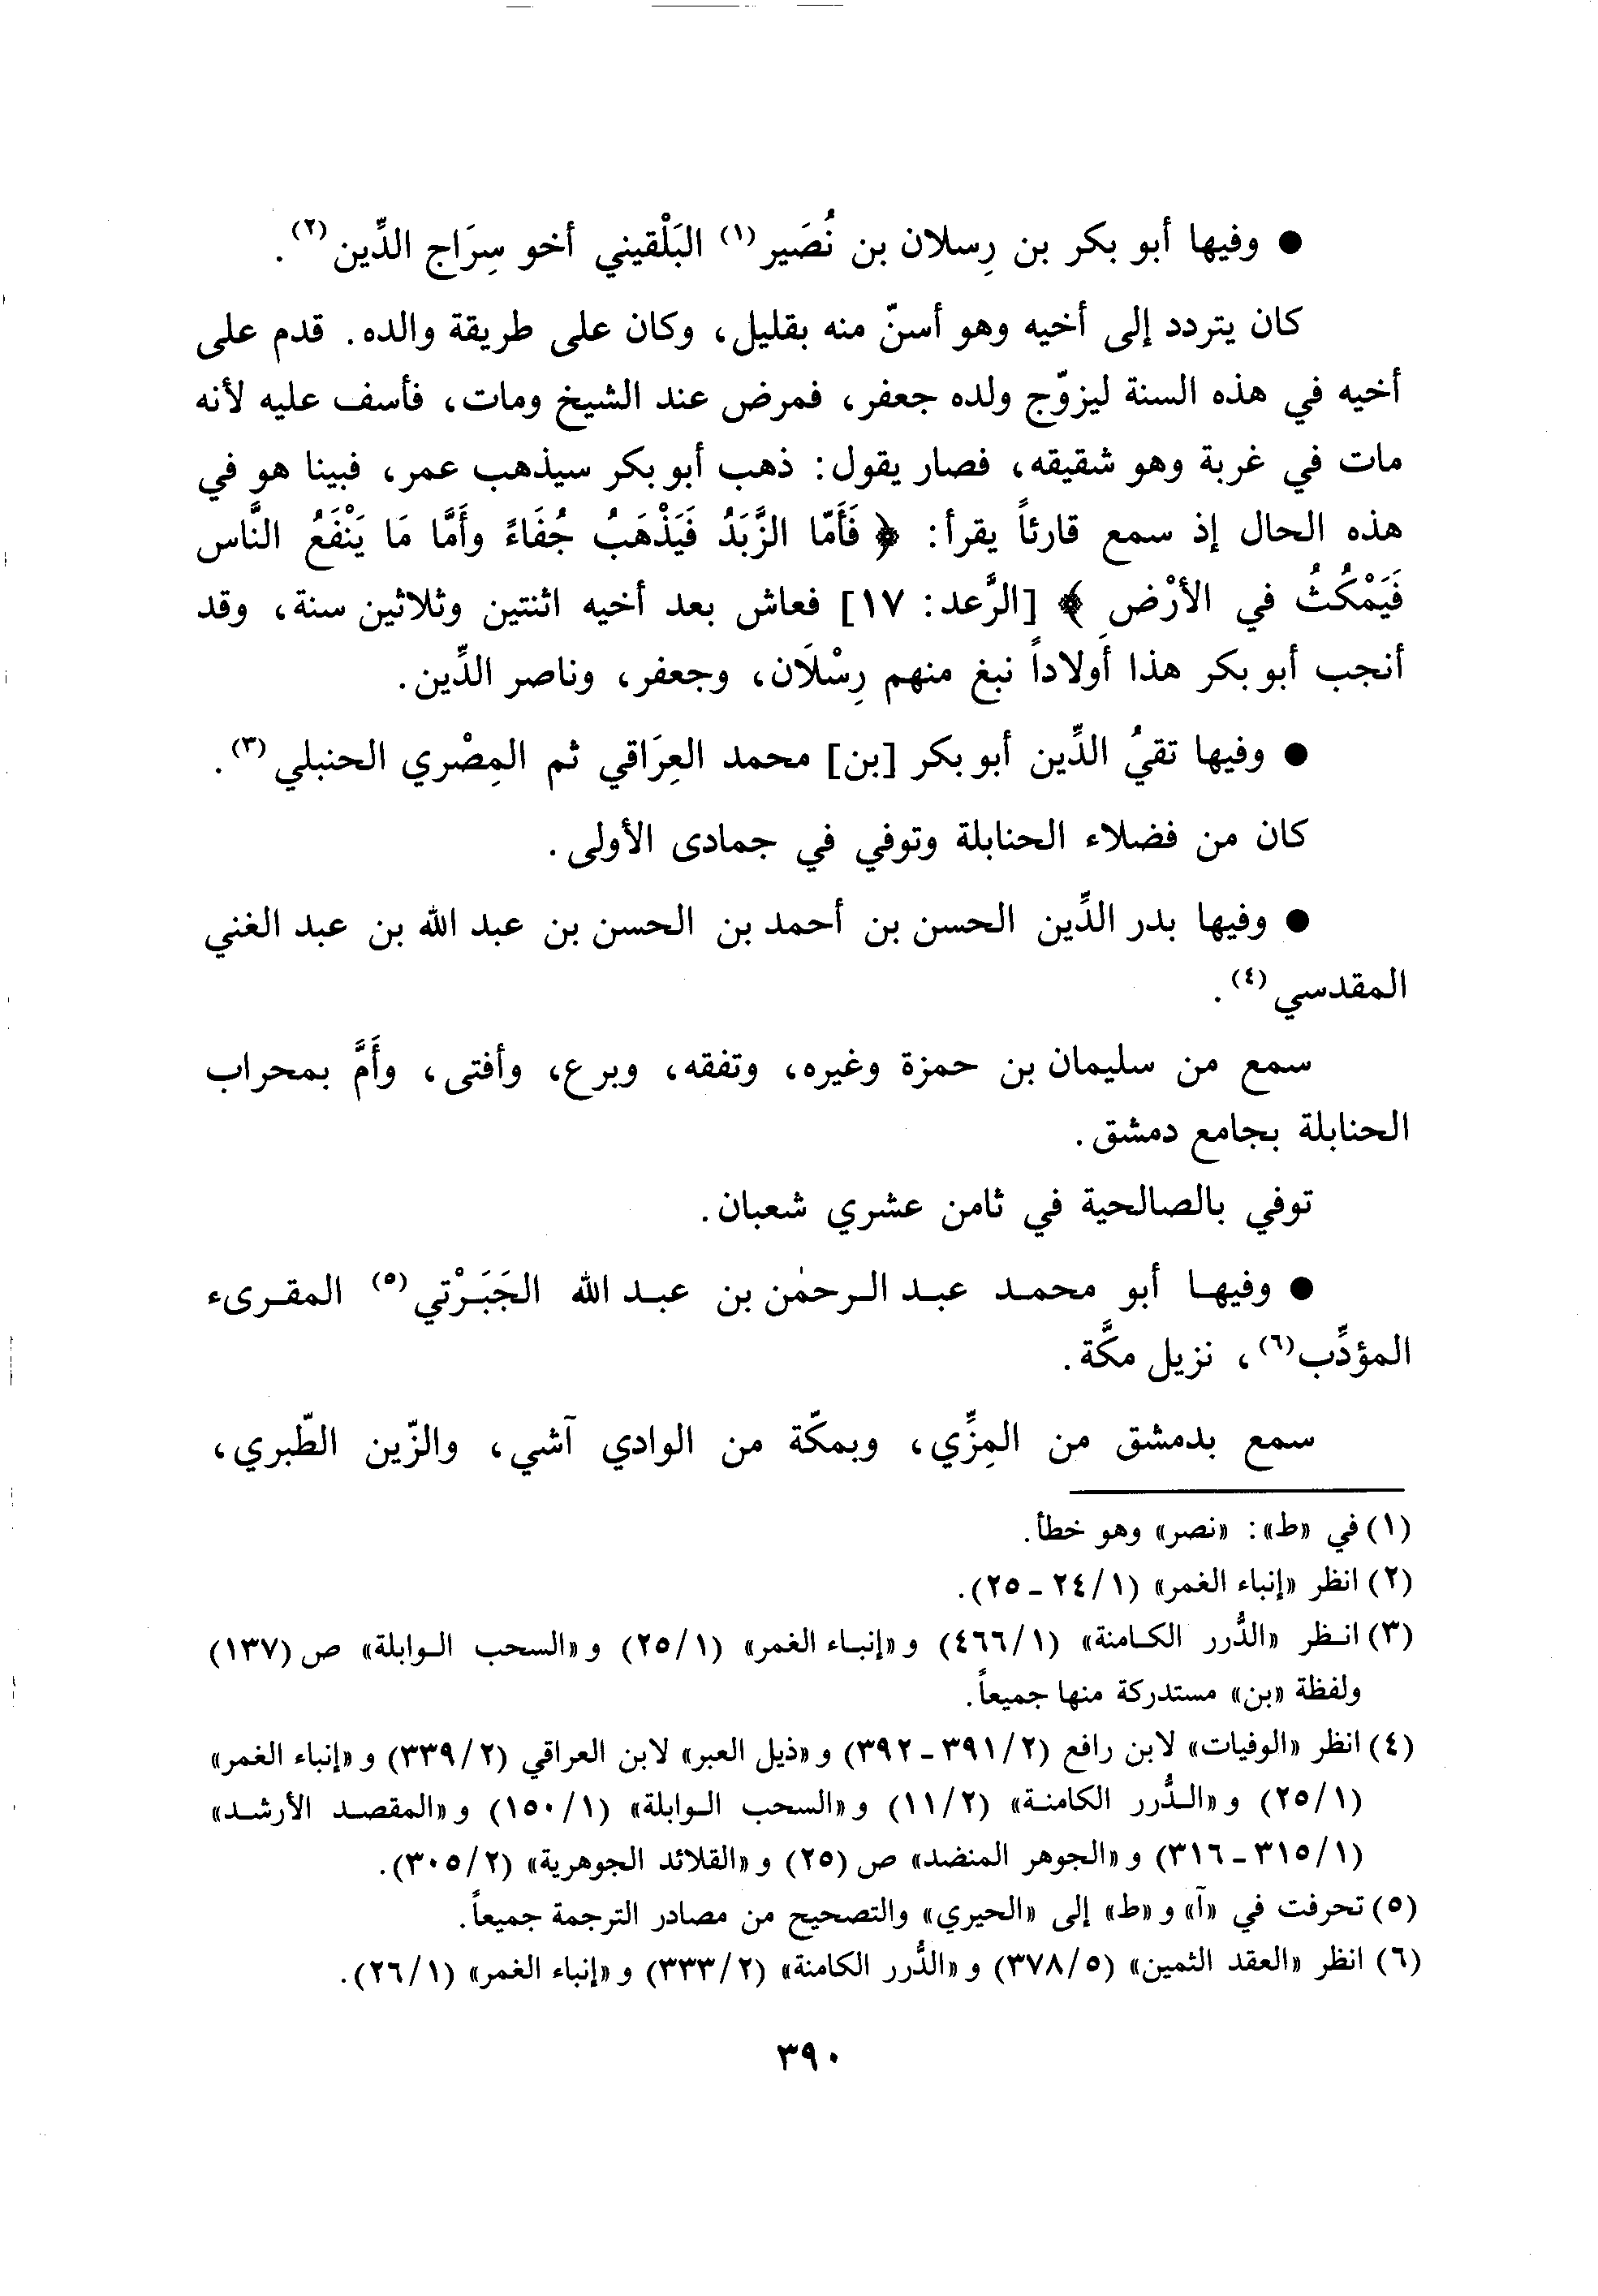 ● وفيها أبو بكر بن رِسلان بن نُصَير(١) البَلْقيني أخو سِرَاج الدِّين(٢).
كان يتردد إلى أخيه وهو أسنّ منه بقليل، وكان على طريقة والده. قدم على
أخيه في هذه السنة ليزوّج ولده جعفر، فمرض عند الشيخ ومات، فأسف عليه لأنه
مات في غربة وهو شقيقه، فصار يقول: ذهب أبو بكر سيذهب عمر، فبينا هو في
هذه الحال إذ سمع قارئاً يقرأ: ﴿ فَأَمّا الزَّبَدُ فَيَذْهَبُ جُفَاءً وأَمَّا مَا يَنْفَعُ النَّاس
فَيَمْكُثُ في الأرْضِ ﴾ [الرَّعد: ١٧] فعاش بعد أخيه اثنتين وثلاثين سنة، وقد
أنجب أبو بكر هذا أولاداً نبغ منهم رِسْلَان، وجعفر، وناصر الدِّين.
● وفيها تقيُ الدِّين أبو بكر [بن] محمد العِرَاقي ثم المِصْري الحنبلي(٣).
كان من فضلاء الحنابلة وتوفي في جمادى الأولى.
● وفيها بدر الدِّين الحسن بن أحمد بن الحسن بن عبد الله بن عبد الغني
المقدسي(٤).
سمع من سليمان بن حمزة وغيره، وتفقه، وبرع، وأفتى، وأَمَّ بمحراب
الحنابلة بجامع دمشق.
توفي بالصالحية في ثامن عشري شعبان.
● وفيها أبو محمد عبد الرحمٰن بن عبد الله الجَبَرْتي(٥) المقرىء
المؤدِّب(٦)، نزيل مكَّة.
سمع بدمشق من المِزِّي، وبمكّة من الوادي آشي، والزّين الطّبري،
(١) في «ط»: «نصر» وهو خطأ.
(٢) انظر «إنباء الغمر» (١/ ٢٤ - ٢٥).
(٣) انظر «الدُّرر الكامنة» (١/ ٤٦٦) و«إنباء الغمر» (١/ ٢٥) و«السحب الوابلة» ص (١٣٧)
ولفظة «بن» مستدركة منها جميعاً.
(٤) انظر «الوفيات» لابن رافع (٢/ ٣٩١ - ٣٩٢) و«ذيل العبر» لابن العراقي (٢/ ٣٣٩) و«إنباء الغمر»
(١/ ٢٥) و«الدُّرر الكامنة» (٢/ ١١) و«السحب الوابلة» (١/ ١٥٠) و«المقصد الأرشد»
(١/ ٣١٥ - ٣١٦) و«الجوهر المنضد» ص (٢٥) و«القلائد الجوهرية» (٢/ ٣٠٥).
(٥) تحرفت في «آ» و«ط» إلى «الحيري» والتصحيح من مصادر الترجمة جميعاً.
(٦) انظر «العقد الثمين» (٥/ ٣٧٨) و«الدُّرر الكامنة» (٢/ ٣٣٣) و«إنباء الغمر» (١/ ٢٦).
٣٩٠